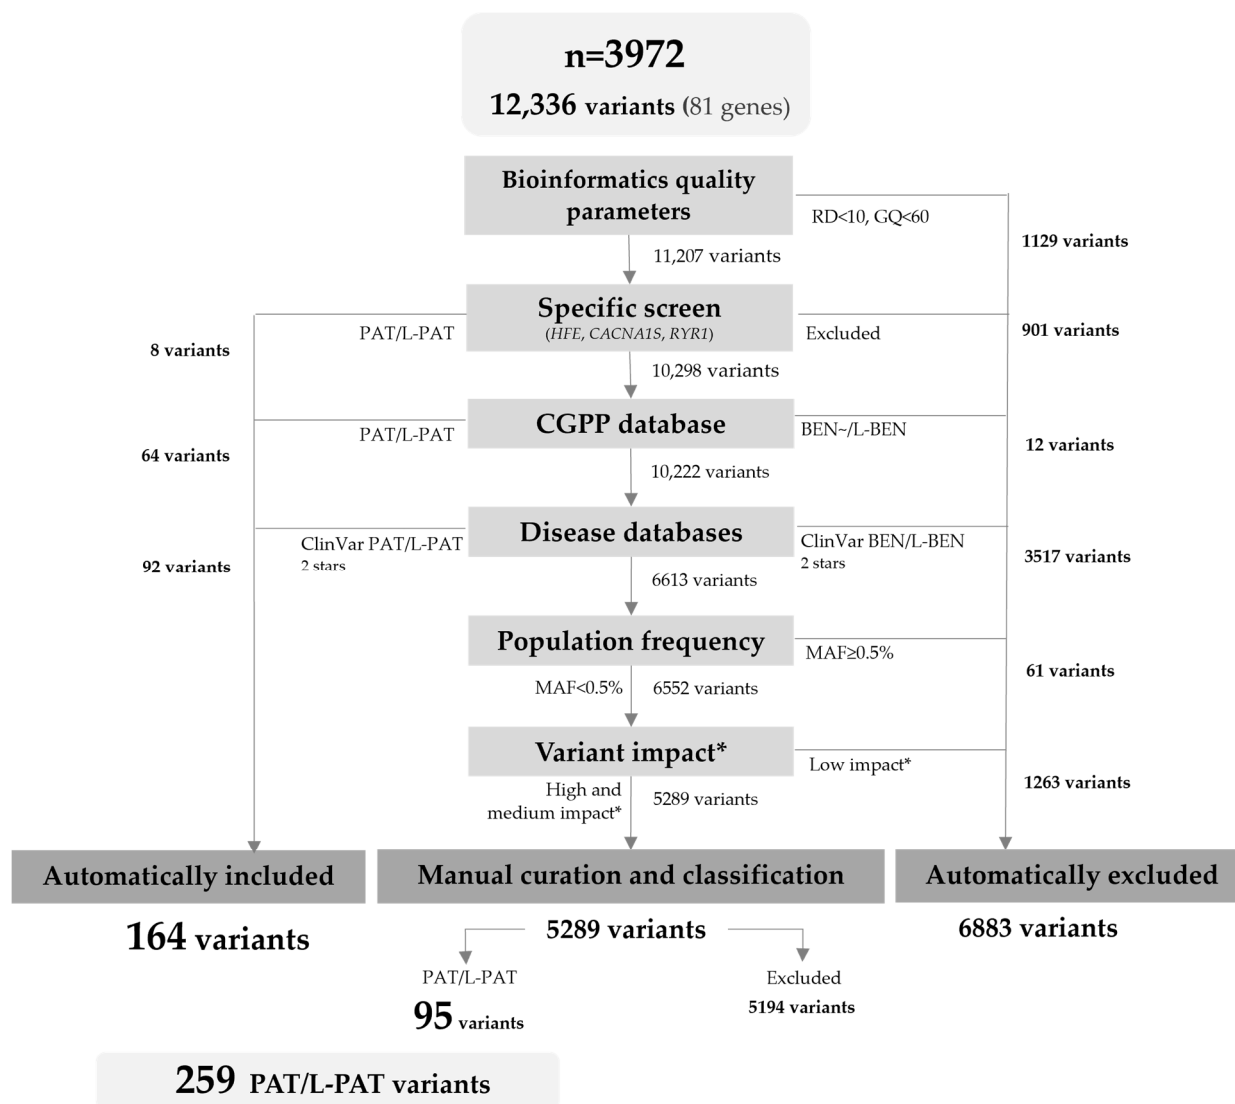 n=3972
12,336 variants (81 genes)
Bioinformatics quality
parameters
RD<10, GQ<60
1129 variants
11,207 variants
Specific screen
(HFE, CACNA1S, RYR1)
PAT/L-PAT
Excluded
8 variants
901 variants
10,298 variants
CGPP database
PAT/L-PAT
BEN~/L-BEN
64 variants
12 variants
10,222 variants
Disease databases
ClinVar PAT/L-PAT
2 stars
ClinVar BEN/L-BEN
2 stars
92 variants
3517 variants
6613 variants
Population frequency
MAF≥0.5%
MAF<0.5%
6552 variants
61 variants
Variant impact*
Low impact*
High and
medium impact*
5289 variants
1263 variants
Automatically included
Manual curation and classification
Automatically excluded
164 variants
5289 variants
6883 variants
PAT/L-PAT
Excluded
95 variants
5194 variants
259 PAT/L-PAT variants